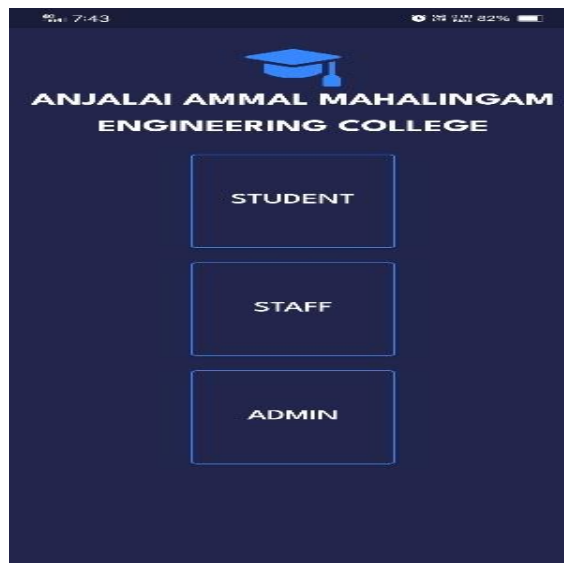 7:43
82%
ANJALAI AMMAL MAHALINGAM
ENGINEERING COLLEGE
STUDENT
STAFF
ADMIN